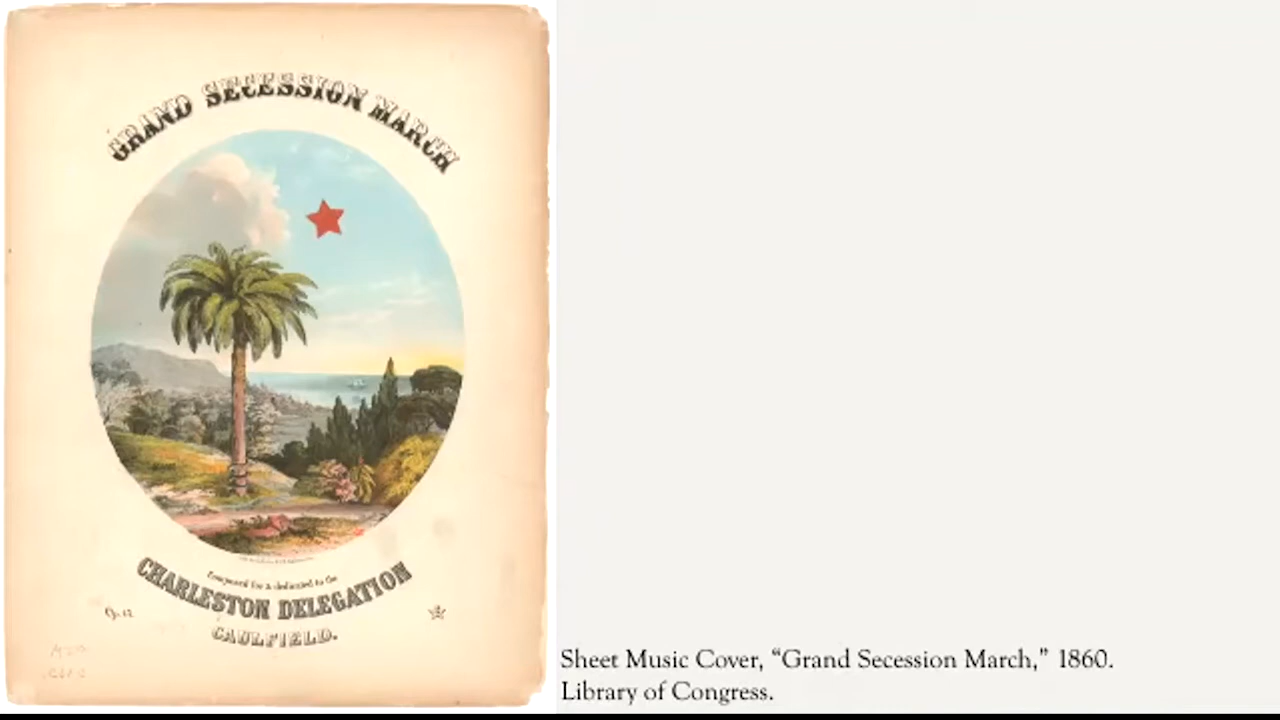 GRAND SECESSION MARCH
Composed for & dedicated to the
CHARLESTON DELEGATION
Op. 12
CAULFIELD.
Sheet Music Cover, “Grand Secession March,” 1860.
Library of Congress.